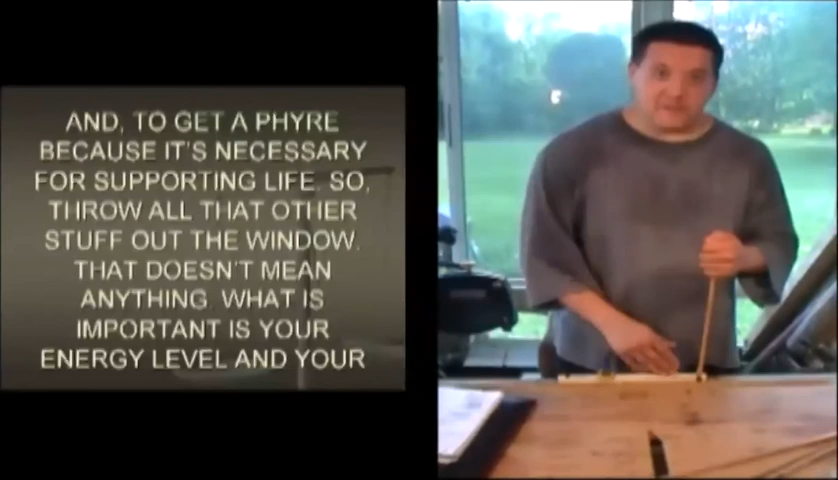 AND, TO GET A PHYRE
BECAUSE IT'S NECESSARY
FOR SUPPORTING LIFE. SO,
THROW ALL THAT OTHER
STUFF OUT THE WINDOW.
THAT DOESN'T MEAN
ANYTHING. WHAT IS
IMPORTANT IS YOUR
ENERGY LEVEL AND YOUR